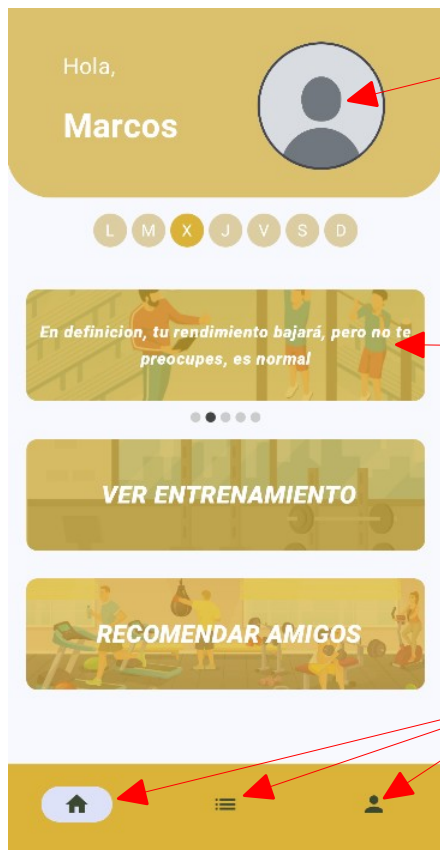 Hola,
Marcos
L M X J V S D
En definicion, tu rendimiento bajará, pero no te
preocupes, es normal
VER ENTRENAMIENTO
RECOMENDAR AMIGOS